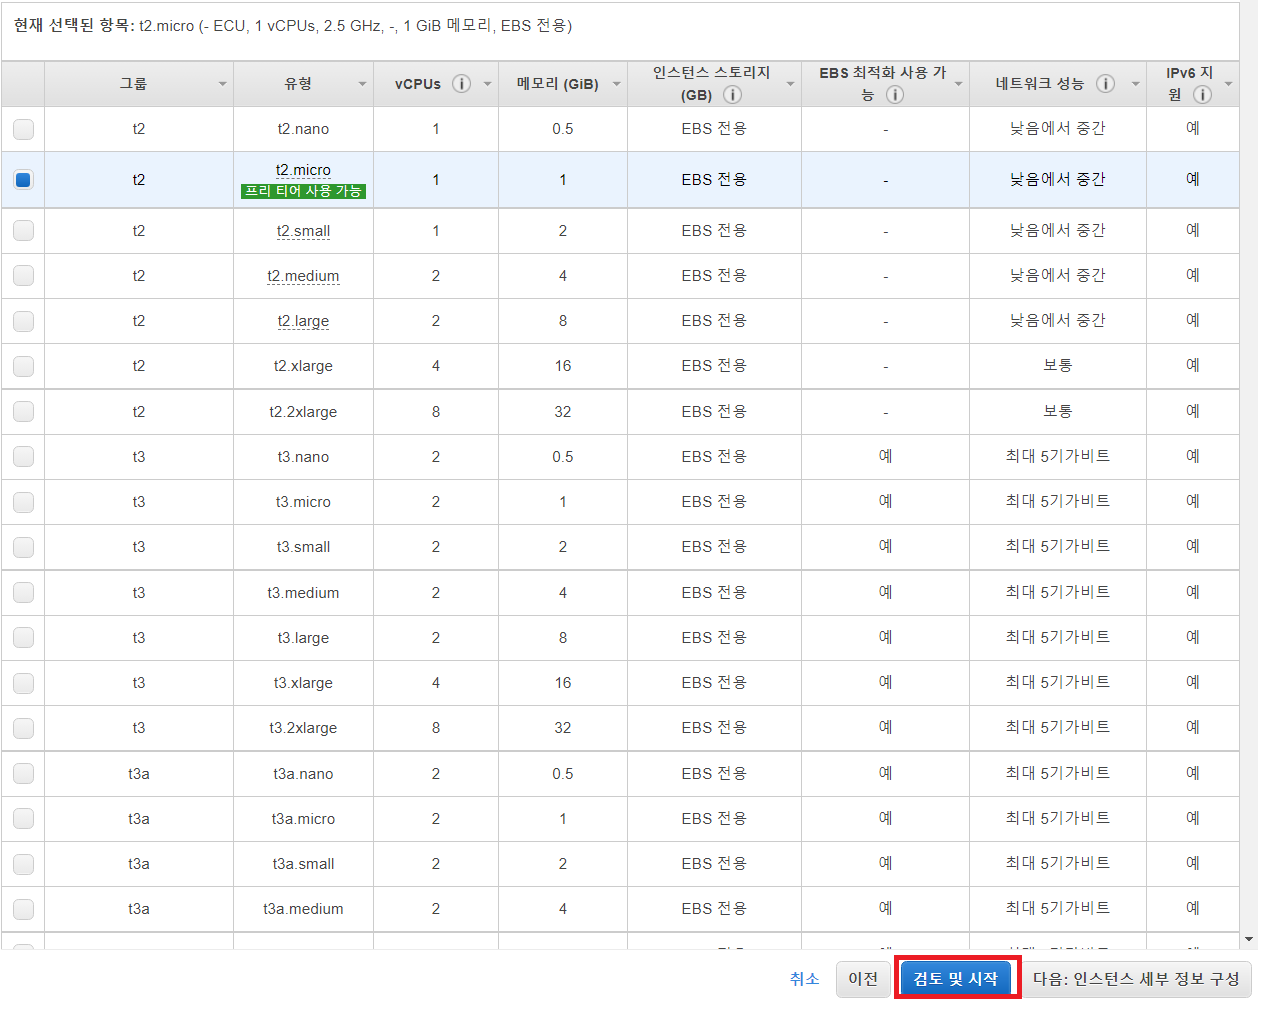 현재 선택된 항목: t2.micro (- ECU, 1 vCPUs, 2.5 GHz, -, 1 GiB 메모리, EBS 전용)
그룹 유형 vCPUs 메모리 (GiB) 인스턴스 스토리지 (GB) EBS 최적화 사용 가능 네트워크 성능 IPv6 지원
t2 t2.nano 1 0.5 EBS 전용 - 낮음에서 중간 예
t2 t2.micro 프리 티어 사용 가능 1 1 EBS 전용 - 낮음에서 중간 예
t2 t2.small 1 2 EBS 전용 - 낮음에서 중간 예
t2 t2.medium 2 4 EBS 전용 - 낮음에서 중간 예
t2 t2.large 2 8 EBS 전용 - 낮음에서 중간 예
t2 t2.xlarge 4 16 EBS 전용 - 보통 예
t2 t2.2xlarge 8 32 EBS 전용 - 보통 예
t3 t3.nano 2 0.5 EBS 전용 예 최대 5기가비트 예
t3 t3.micro 2 1 EBS 전용 예 최대 5기가비트 예
t3 t3.small 2 2 EBS 전용 예 최대 5기가비트 예
t3 t3.medium 2 4 EBS 전용 예 최대 5기가비트 예
t3 t3.large 2 8 EBS 전용 예 최대 5기가비트 예
t3 t3.xlarge 4 16 EBS 전용 예 최대 5기가비트 예
t3 t3.2xlarge 8 32 EBS 전용 예 최대 5기가비트 예
t3a t3a.nano 2 0.5 EBS 전용 예 최대 5기가비트 예
t3a t3a.micro 2 1 EBS 전용 예 최대 5기가비트 예
t3a t3a.small 2 2 EBS 전용 예 최대 5기가비트 예
t3a t3a.medium 2 4 EBS 전용 예 최대 5기가비트 예
취소 이전 검토 및 시작 다음: 인스턴스 세부 정보 구성